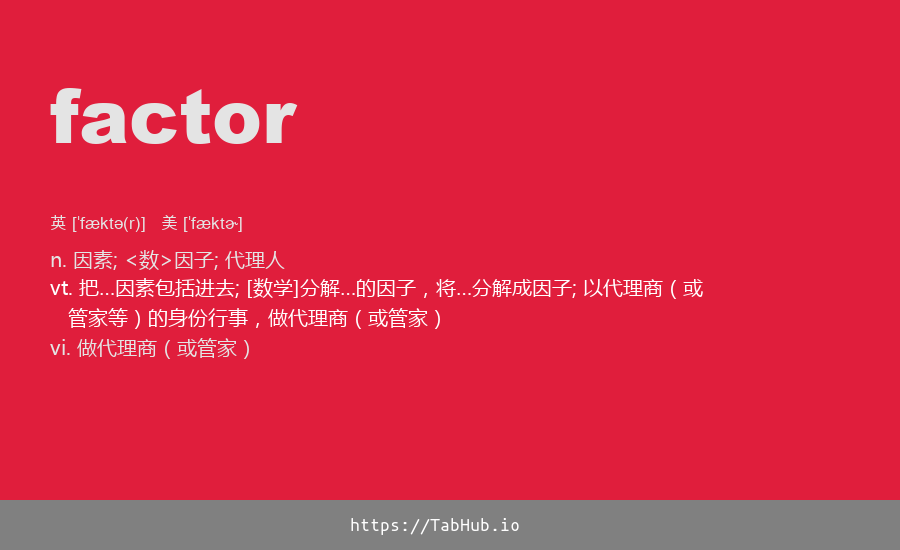 factor
英 [ˈfæktə(r)] 美 [ˈfæktɚ]
n. 因素; <数>因子; 代理人
vt. 把…因素包括进去; [数学]分解…的因子，将…分解成因子; 以代理商（或
管家等）的身份行事，做代理商（或管家）
vi. 做代理商（或管家）
https://TabHub.io